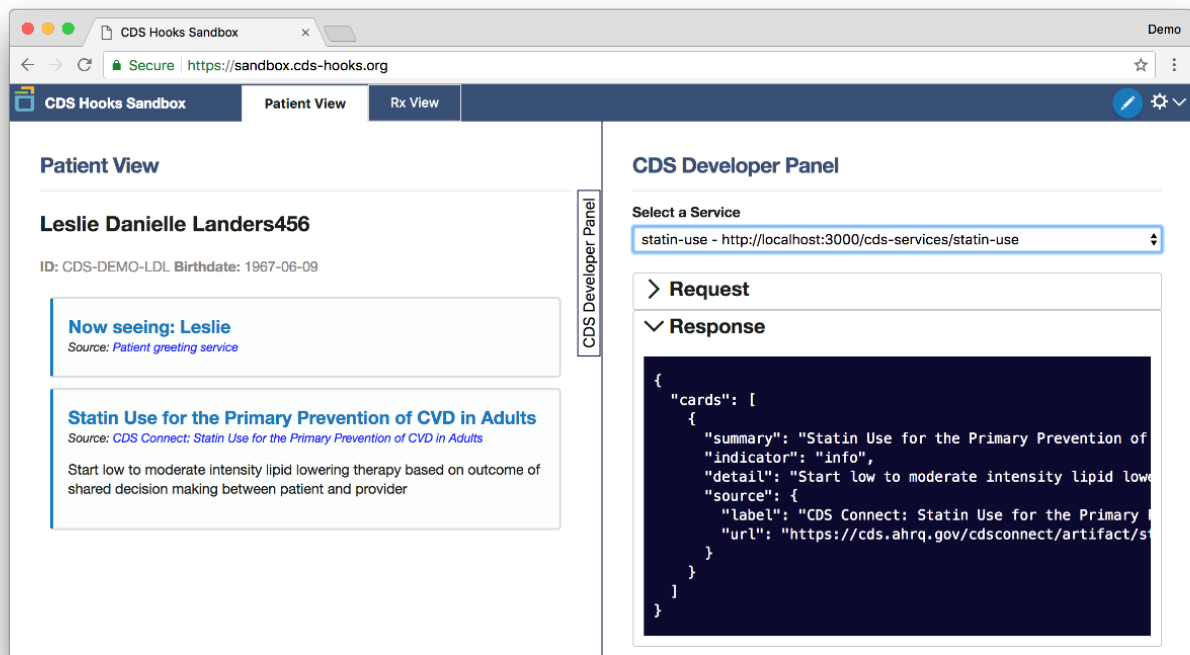 CDS Hooks Sandbox
Demo
Secure https://sandbox.cds-hooks.org
CDS Hooks Sandbox
Patient View
Rx View
Patient View
Leslie Danielle Landers456
ID: CDS-DEMO-LDL Birthdate: 1967-06-09
Now seeing: Leslie
Source: Patient greeting service
Statin Use for the Primary Prevention of CVD in Adults
Source: CDS Connect: Statin Use for the Primary Prevention of CVD in Adults
Start low to moderate intensity lipid lowering therapy based on outcome of
shared decision making between patient and provider
CDS Developer Panel
CDS Developer Panel
Select a Service
statin-use - http://localhost:3000/cds-services/statin-use
Request
Response
{
"cards": [
{
"summary": "Statin Use for the Primary Prevention of
"indicator": "info",
"detail": "Start low to moderate intensity lipid lowe
"source": {
"label": "CDS Connect: Statin Use for the Primary
"url": "https://cds.ahrq.gov/cdsconnect/artifact/st
}
}
]
}